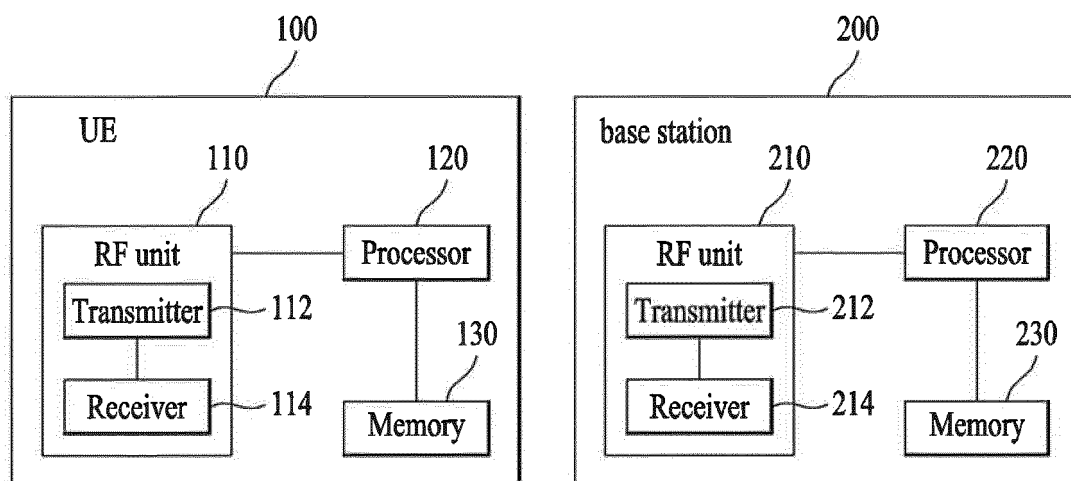 100
200
UE
base station
110
120
210
220
RF unit
Processor
RF unit
Processor
Transmitter
112
Transmitter
212
130
230
Receiver
114
Memory
Receiver
214
Memory